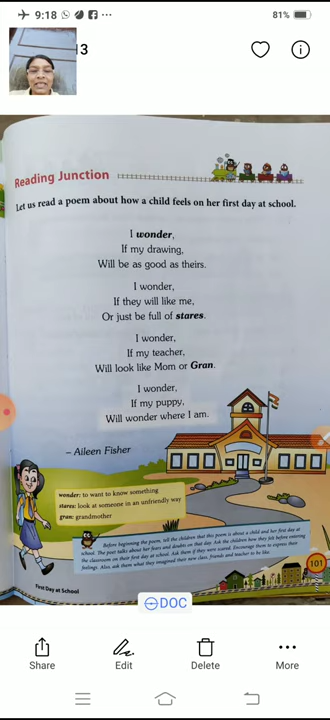 9:18
81%
13
Reading Junction
Let us read a poem about how a child feels on her first day at school.
I wonder,
If my drawing,
Will be as good as theirs.
I wonder,
If they will like me,
Or just be full of stares.
I wonder,
If my teacher,
Will look like Mom or Gran.
I wonder,
If my puppy,
Will wonder where I am.
– Aileen Fisher
wonder: to want to know something
stares: look at someone in an unfriendly way
gran: grandmother
Before beginning the poem, tell the children that this poem is about a child and her first day at
school. The poet talks about her fears and doubts on that day. Ask the children how they felt before entering
the classroom on their first day at school. Ask them if they were scared. Encourage them to express their
feelings. Also, ask them what they imagined their new class, friends and teacher to be like.
First Day at School
101
DOC
Share
Edit
Delete
More